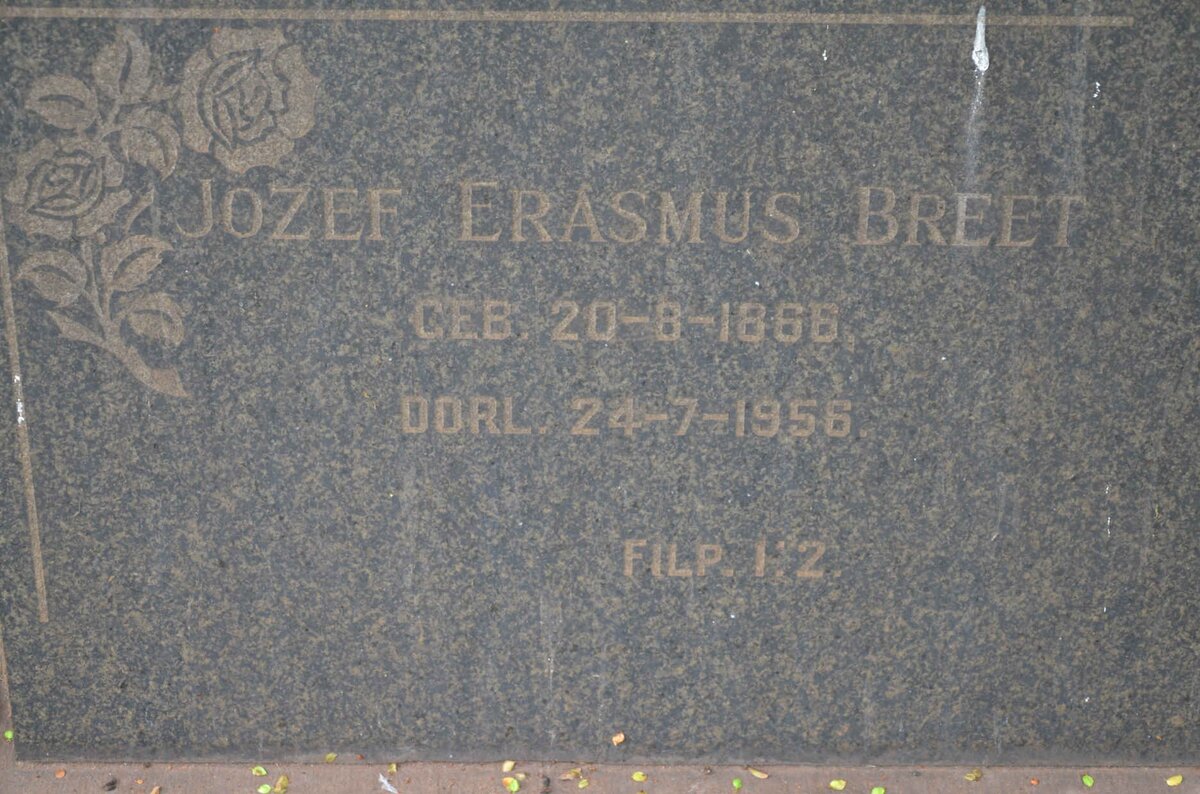 JOZEF ERASMUS BREET
GEB. 20-8-1866.
OORL. 24-7-1956.
FILP. 1:2.